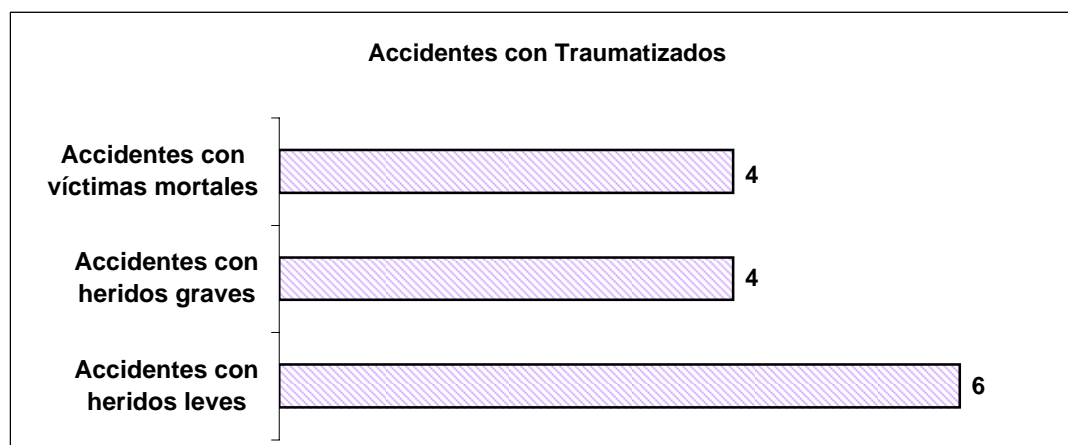 Accidentes con Traumatizados
Accidentes con
víctimas mortales
4
Accidentes con
heridos graves
4
Accidentes con
heridos leves
6